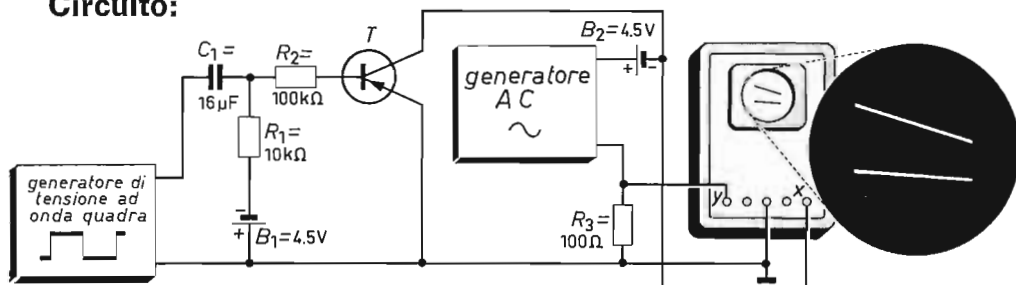 Circuito:
C1=
16µF
R2=
100kΩ
T
B2=4.5V
+ -
generatore
AC
R1=
10kΩ
generatore di
tensione ad
onda quadra
-
+
B1=4.5V
R3=
100Ω
y
x